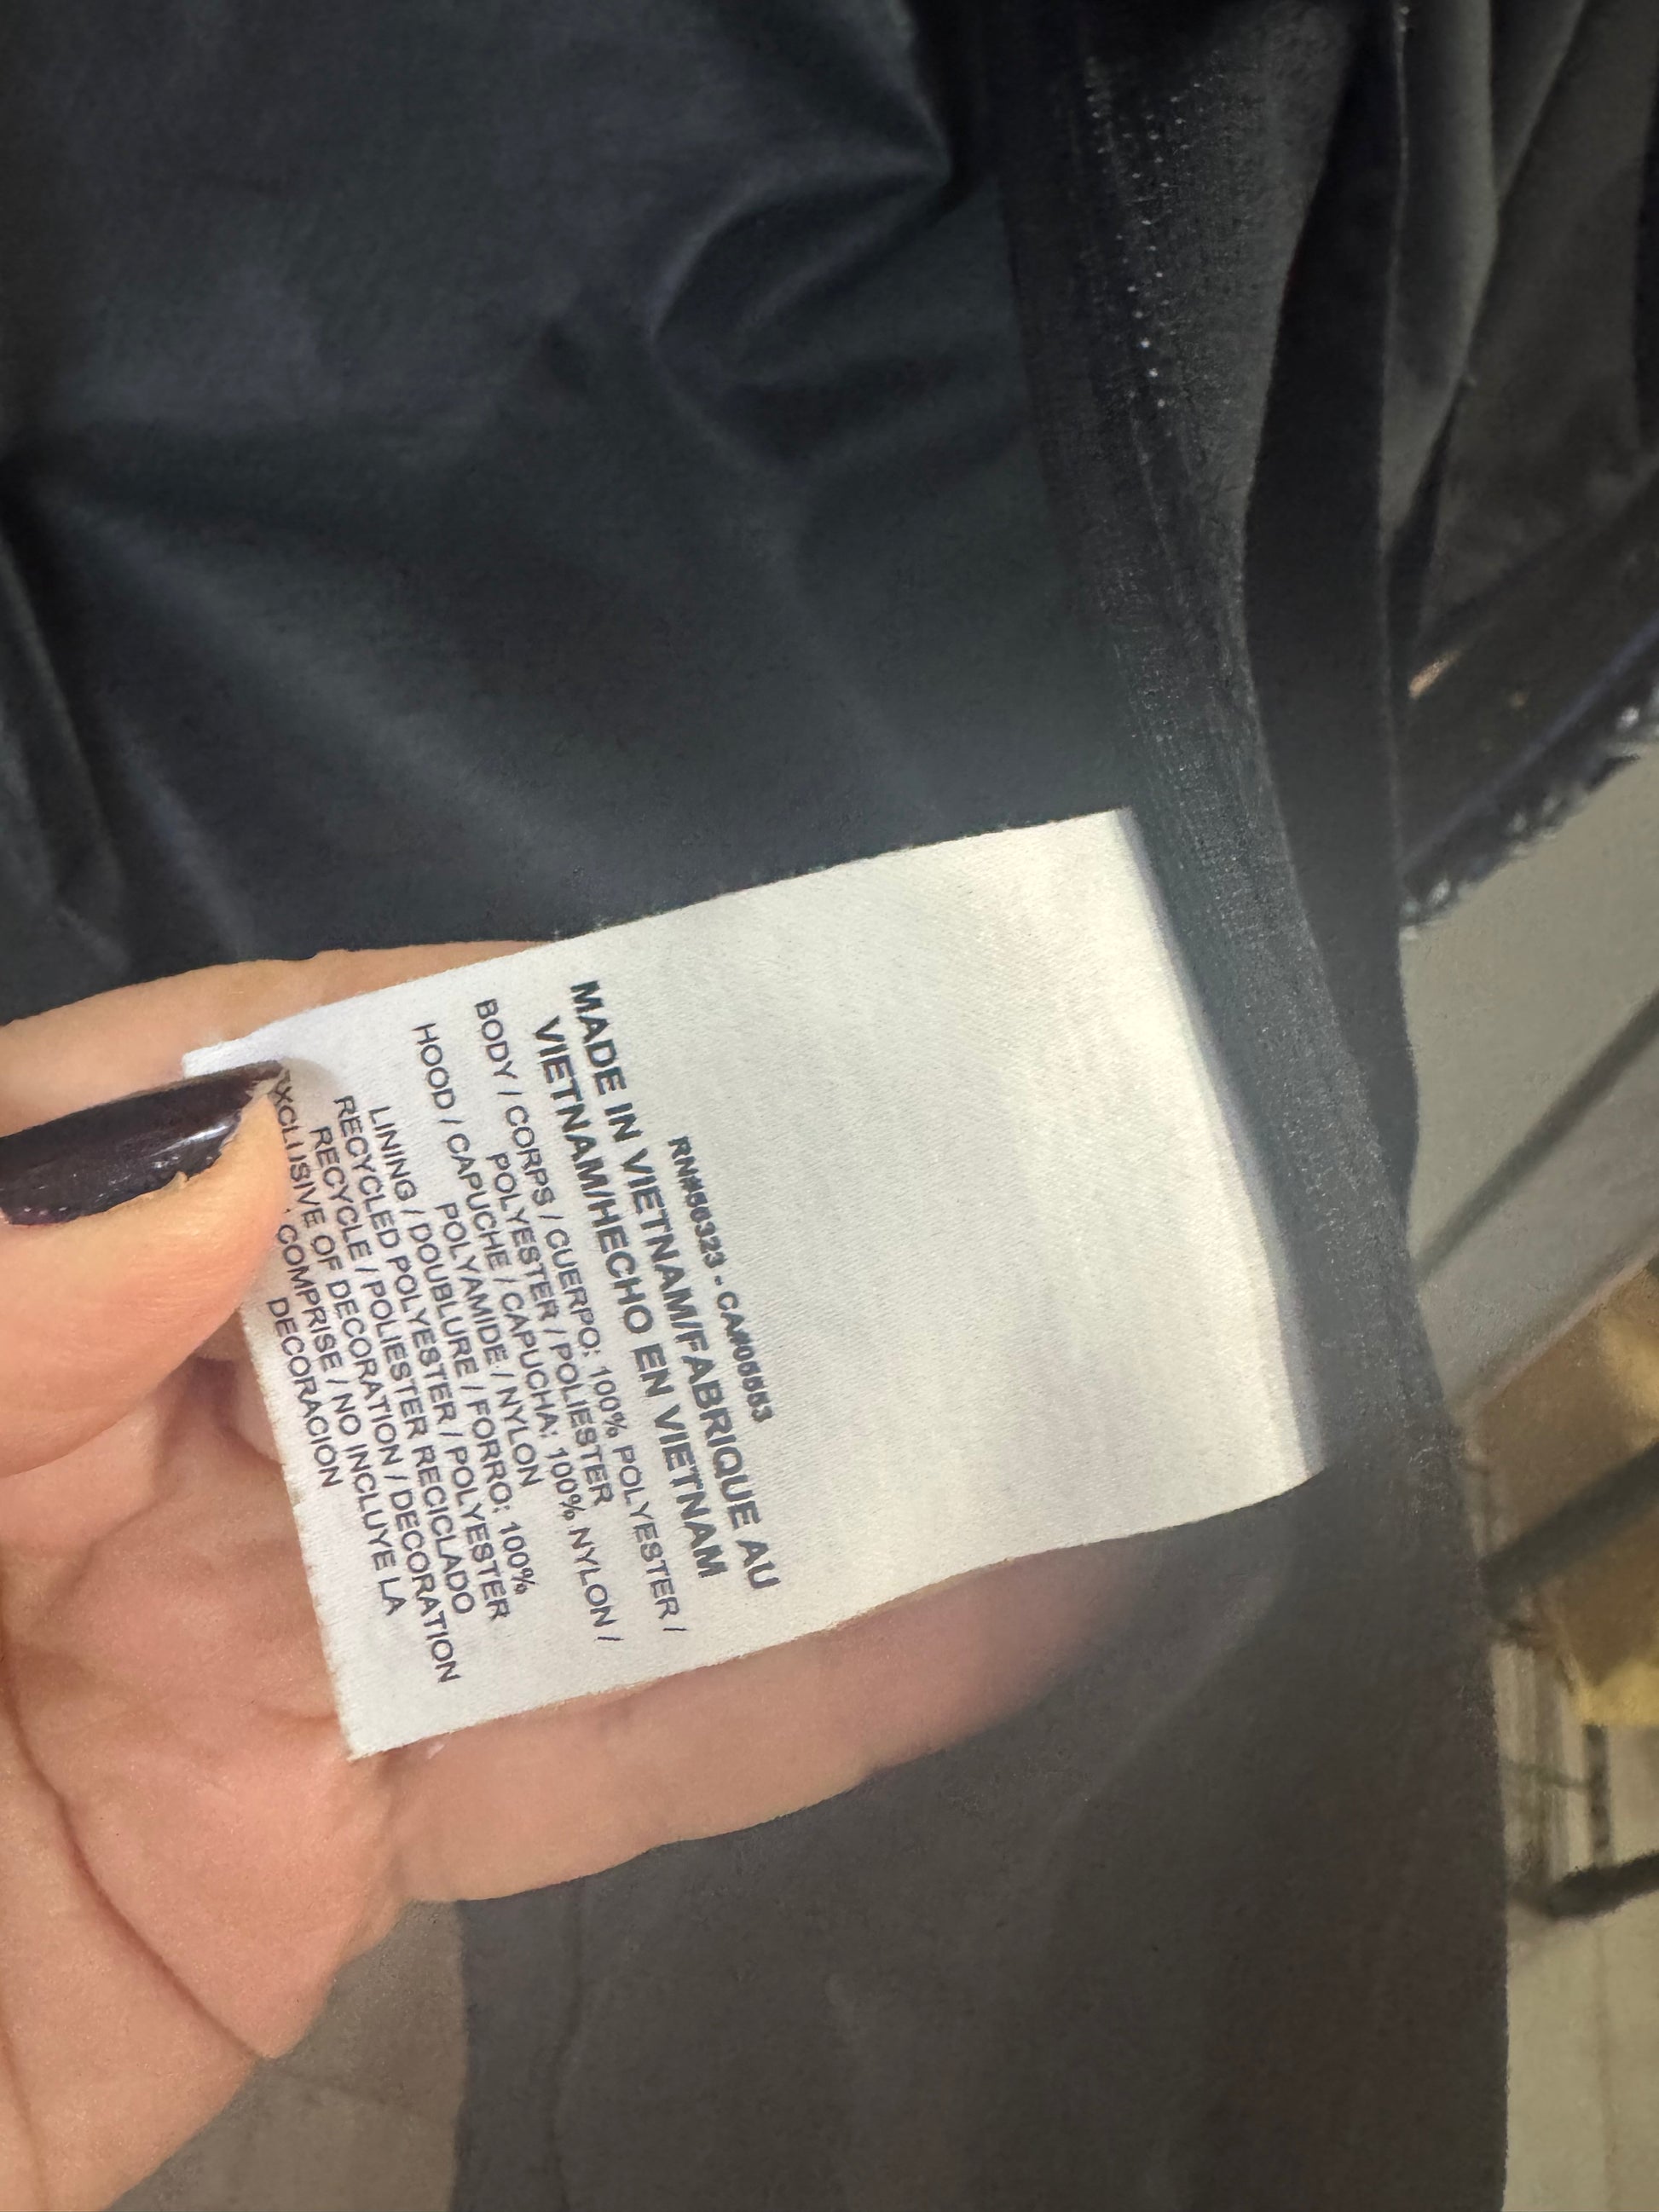 RN#56323 - CA#05553
MADE IN VIETNAM/FABRIQUE AU
VIETNAM/HECHO EN VIETNAM
BODY / CORPS / CUERPO: 100% POLYESTER /
POLYESTER / POLIESTER
HOOD / CAPUCHE / CAPUCHA: 100% NYLON /
POLYAMIDE / NYLON
LINING / DOUBLURE / FORRO: 100%
RECYCLED POLYESTER / POLYESTER
RECYCLE / POLIESTER RECICLADO
EXCLUSIVE OF DECORATION / DECORATION
COMPRISE / NO INCLUYE LA
DECORACIÓN